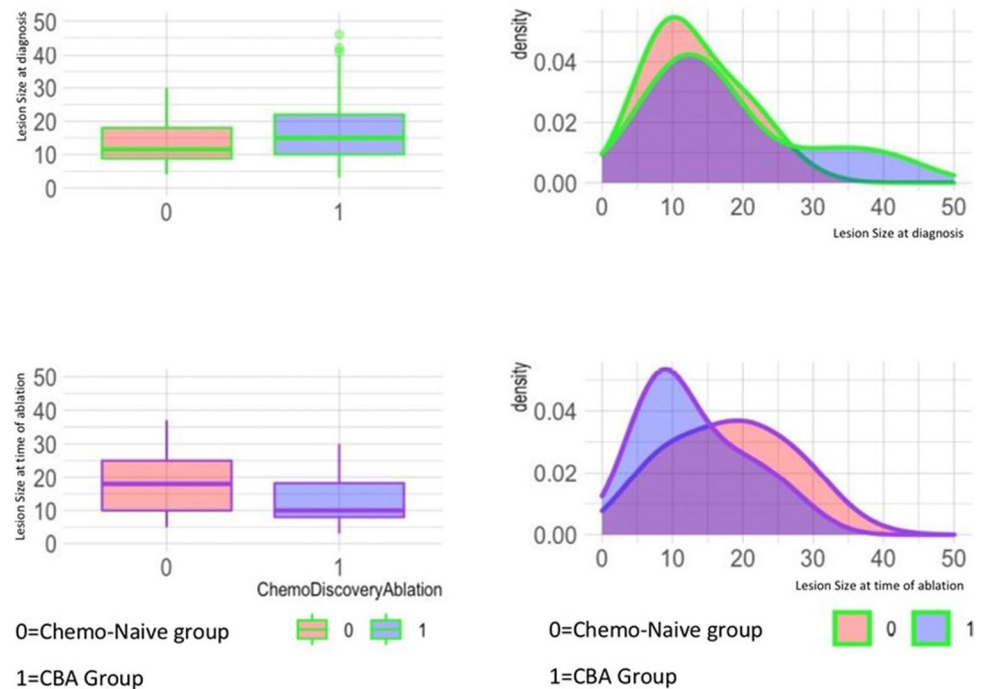 Lesion Size at diagnosis
50
40
30
20
10
0
0 1
density
0.04
0.02
0.00
0 10 20 30 40 50
Lesion Size at diagnosis
Lesion Size at time of ablation
50
40
30
20
10
0
0 1
ChemoDiscoveryAblation
density
0.04
0.02
0.00
0 10 20 30 40 50
Lesion Size at time of ablation
0=Chemo-Naive group 0 1
1=CBA Group
0=Chemo-Naive group 0 1
1=CBA Group